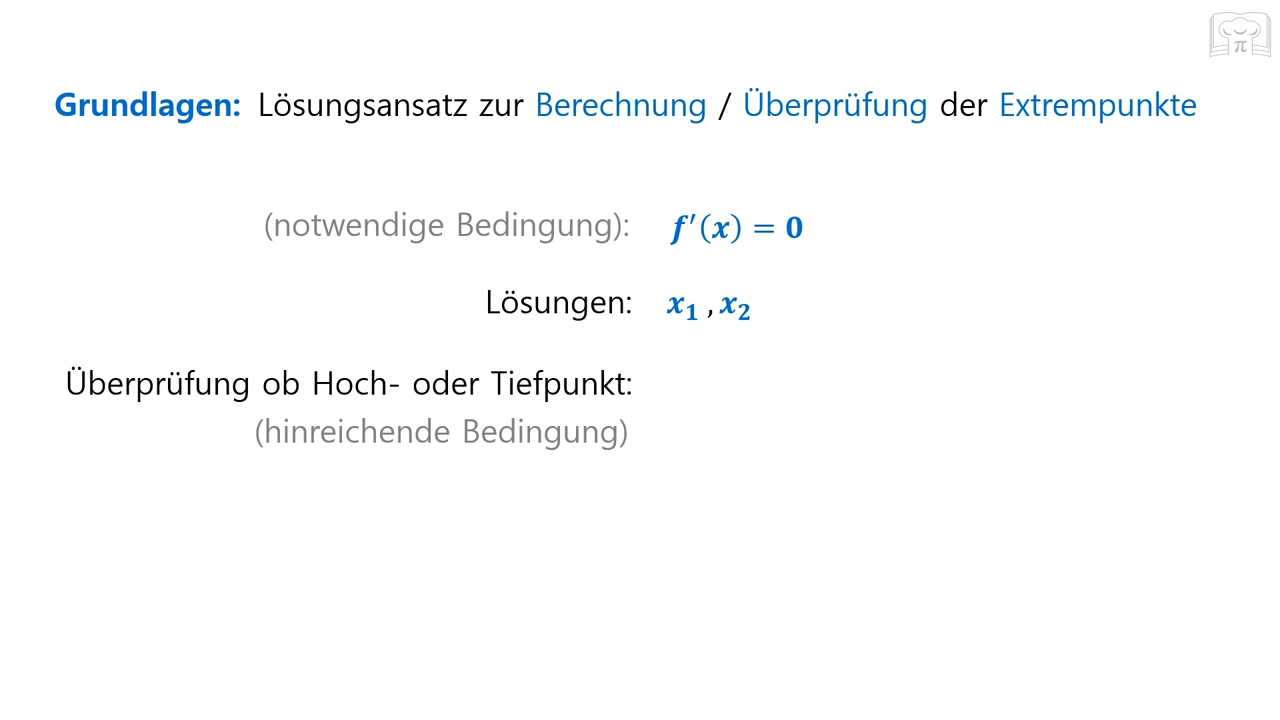 Grundlagen: Lösungsansatz zur Berechnung / Überprüfung der Extrempunkte
(notwendige Bedingung): f'(x) = 0
Lösungen: x₁ , x₂
Überprüfung ob Hoch- oder Tiefpunkt:
(hinreichende Bedingung)
π